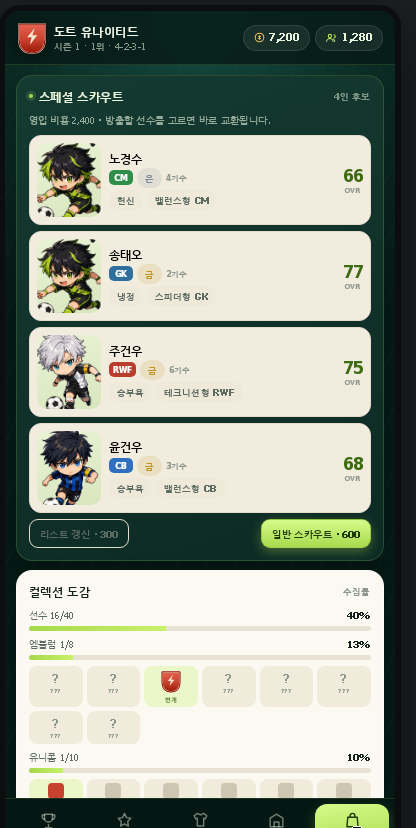 도트 유나이티드
시즌 1 · 1위 · 4-2-3-1
7,200
1,280
스페셜 스카우트
4인 후보
영입 비용 2,400 · 방출할 선수를 고르면 바로 교환됩니다.
노경수
CM 은 4기수
헌신 밸런스형 CM
66
OVR
송태오
GK 금 2기수
냉정 스피더형 GK
77
OVR
주건우
RWF 금 6기수
승부욕 테크니션형 RWF
75
OVR
윤건우
CB 금 3기수
승부욕 밸런스형 CB
68
OVR
리스트 갱신 · 300
일반 스카우트 · 600
컬렉션 도감
수집률
선수 16/40
40%
엠블럼 1/8
13%
? ? ? ? ?
??? ??? 번개 ??? ??? ???
? ?
??? ???
유니폼 1/10
10%